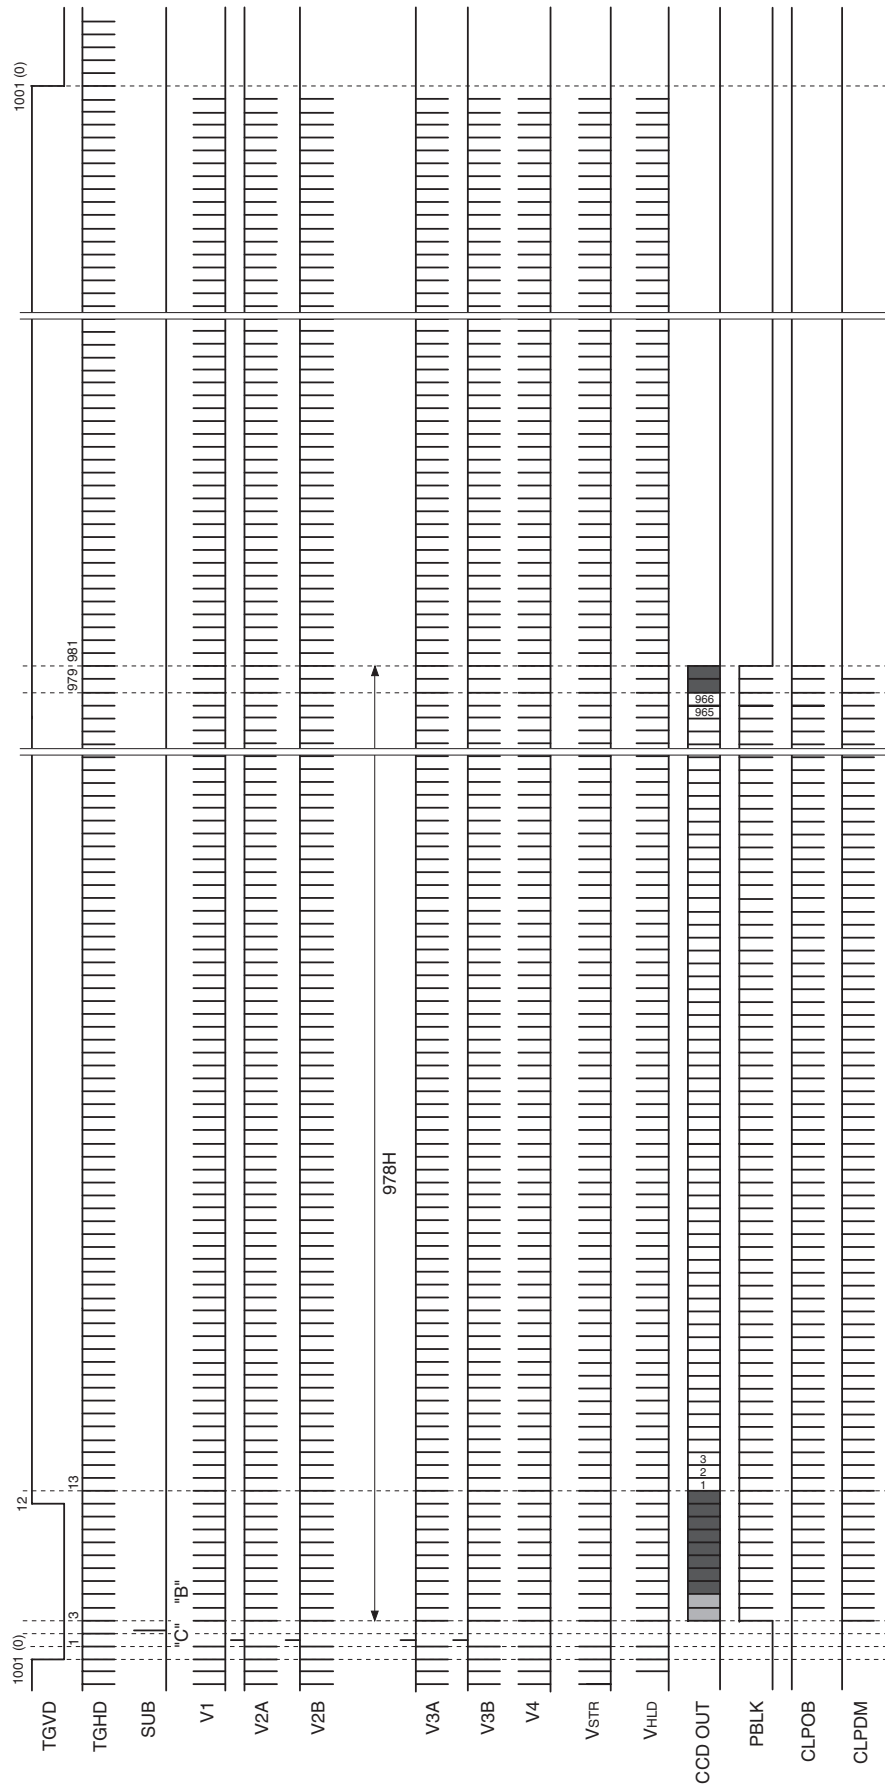 TGVD
1001 (0)
12
1001 (0)
TGHD
1
3
13
979
981
SUB
"C"
"B"
V1
V2A
V2B
978H
V3A
V3B
V4
VSTR
VHLD
CCD OUT
1
2
3
965
966
PBLK
CLPOB
CLPDM